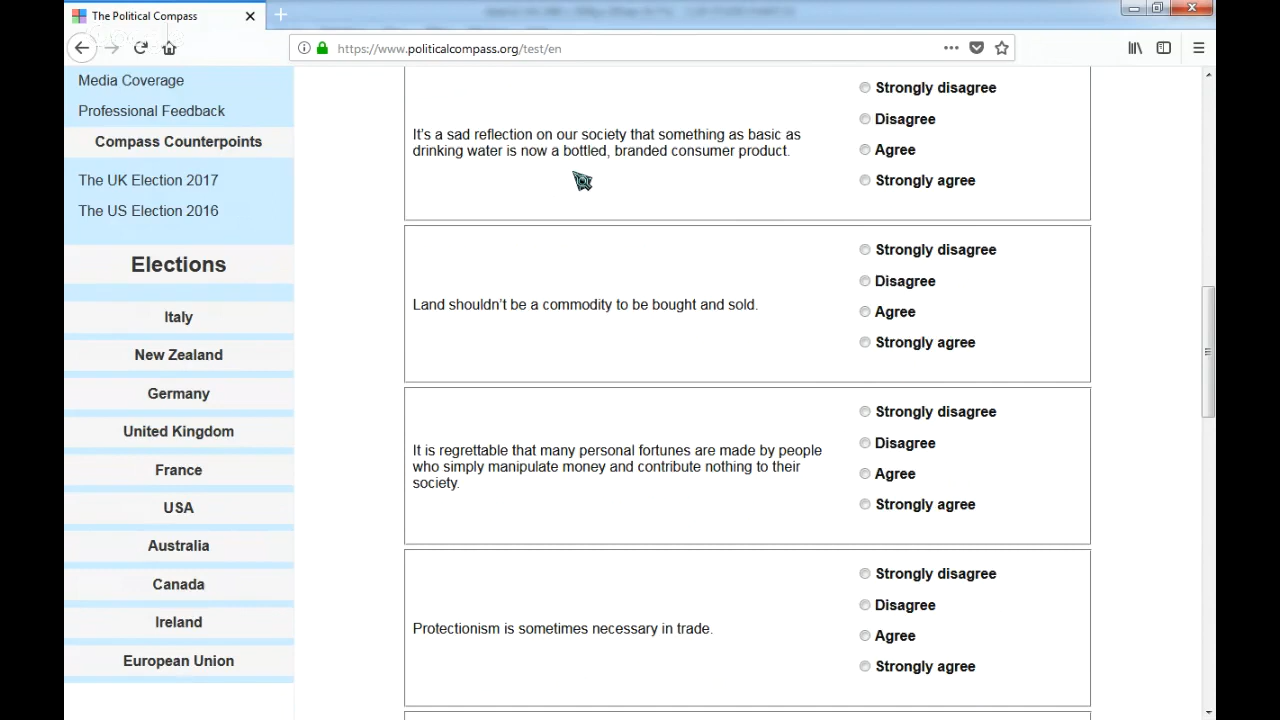 The Political Compass
https://www.politicalcompass.org/test/en
Media Coverage
Professional Feedback
Compass Counterpoints
The UK Election 2017
The US Election 2016
Elections
Italy
New Zealand
Germany
United Kingdom
France
USA
Australia
Canada
Ireland
European Union
It's a sad reflection on our society that something as basic as
drinking water is now a bottled, branded consumer product.
Strongly disagree
Disagree
Agree
Strongly agree
Land shouldn't be a commodity to be bought and sold.
Strongly disagree
Disagree
Agree
Strongly agree
It is regrettable that many personal fortunes are made by people
who simply manipulate money and contribute nothing to their
society.
Strongly disagree
Disagree
Agree
Strongly agree
Protectionism is sometimes necessary in trade.
Strongly disagree
Disagree
Agree
Strongly agree